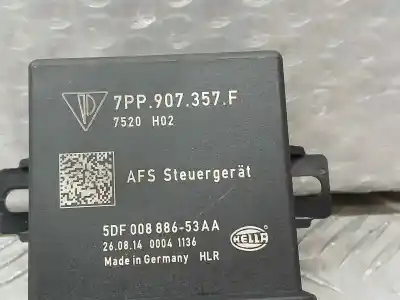 7PP.907.357.F
7520 H02
AFS Steuergerät
5DF 008 886-53AA
26.08.14 0004 1136
Made in Germany HLR
HELLA